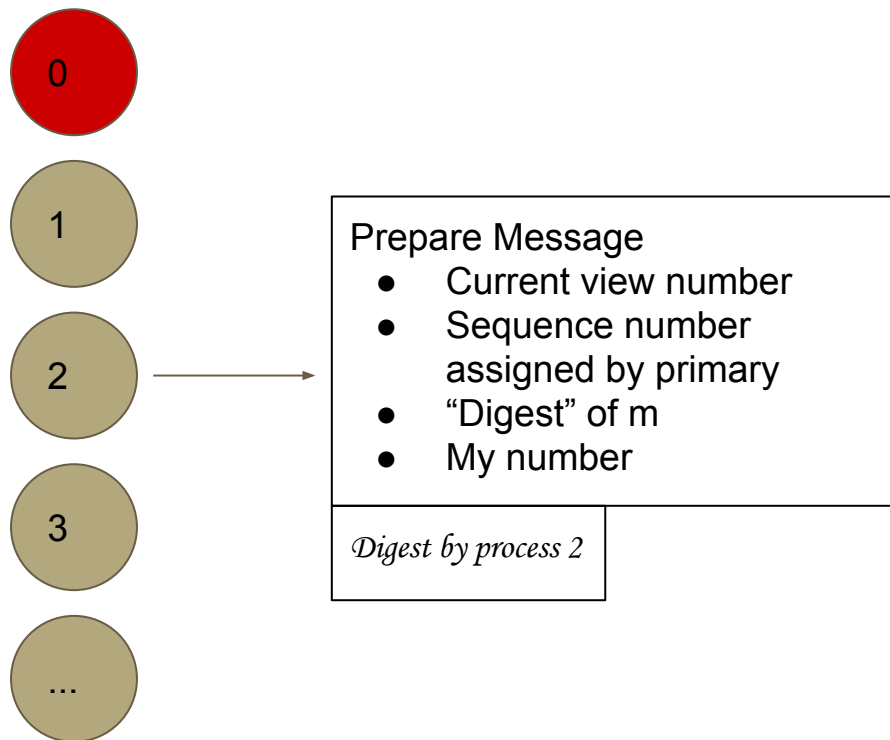 0
1
2
3
...
Prepare Message
● Current view number
● Sequence number
assigned by primary
● “Digest” of m
● My number
Digest by process 2